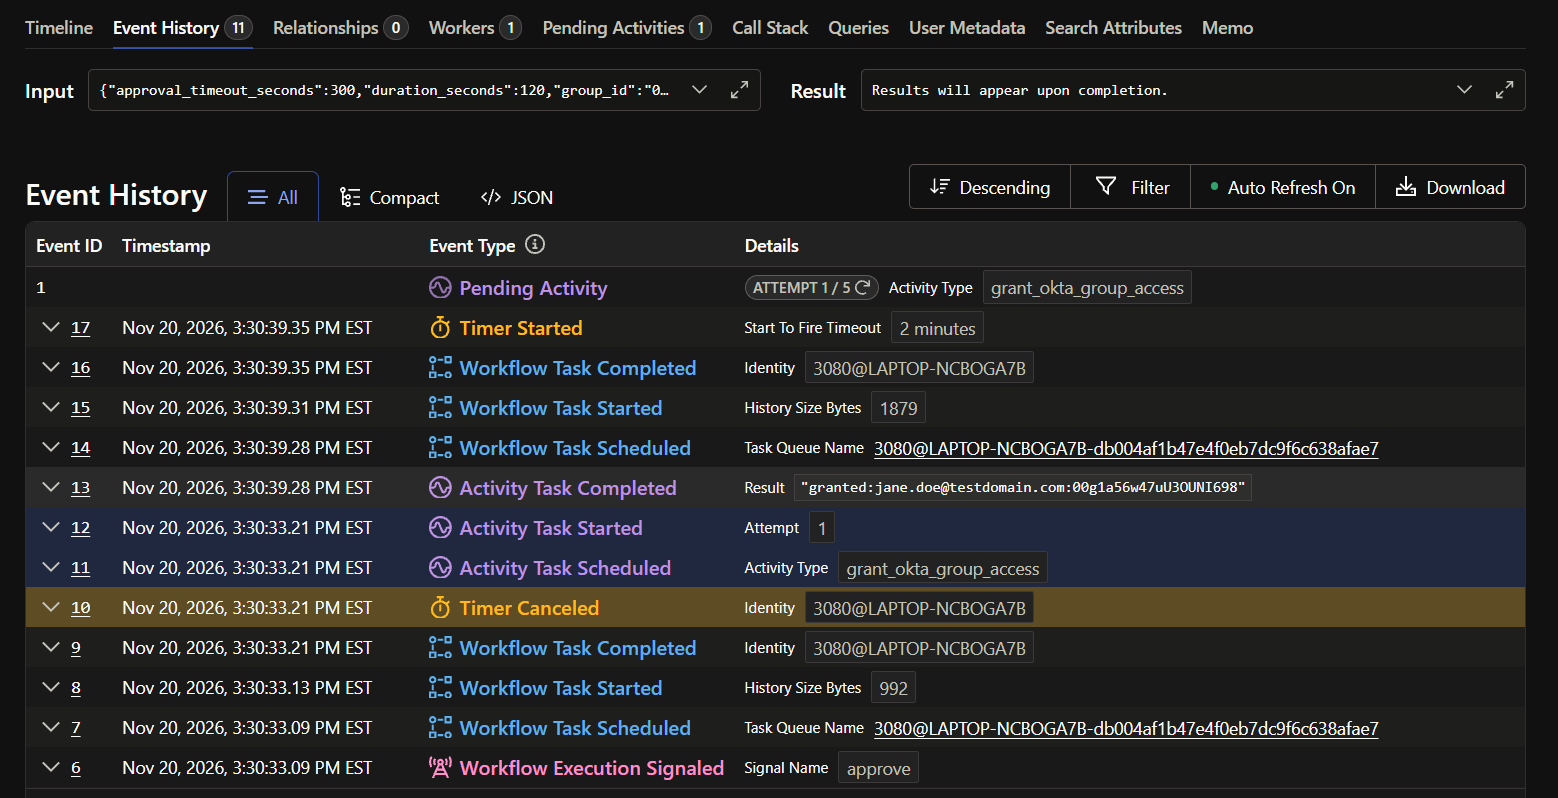 Timeline Event History 11 Relationships 0 Workers 1 Pending Activities 1 Call Stack Queries User Metadata Search Attributes Memo
Input {"approval_timeout_seconds":300,"duration_seconds":120,"group_id":"0… Result Results will appear upon completion.
Event History All Compact JSON Descending Filter Auto Refresh On Download
Event ID Timestamp Event Type Details
1 Pending Activity ATTEMPT 1 / 5 Activity Type grant_okta_group_access
17 Nov 20, 2026, 3:30:39.35 PM EST Timer Started Start To Fire Timeout 2 minutes
16 Nov 20, 2026, 3:30:39.35 PM EST Workflow Task Completed Identity 3080@LAPTOP-NCBOGA7B
15 Nov 20, 2026, 3:30:39.31 PM EST Workflow Task Started History Size Bytes 1879
14 Nov 20, 2026, 3:30:39.28 PM EST Workflow Task Scheduled Task Queue Name 3080@LAPTOP-NCBOGA7B-db004af1b47e4f0eb7dc9f6c638afae7
13 Nov 20, 2026, 3:30:39.28 PM EST Activity Task Completed Result "granted:jane.doe@testdomain.com:00g1a56w47uU3OUNI698"
12 Nov 20, 2026, 3:30:33.21 PM EST Activity Task Started Attempt 1
11 Nov 20, 2026, 3:30:33.21 PM EST Activity Task Scheduled Activity Type grant_okta_group_access
10 Nov 20, 2026, 3:30:33.21 PM EST Timer Canceled Identity 3080@LAPTOP-NCBOGA7B
9 Nov 20, 2026, 3:30:33.21 PM EST Workflow Task Completed Identity 3080@LAPTOP-NCBOGA7B
8 Nov 20, 2026, 3:30:33.13 PM EST Workflow Task Started History Size Bytes 992
7 Nov 20, 2026, 3:30:33.09 PM EST Workflow Task Scheduled Task Queue Name 3080@LAPTOP-NCBOGA7B-db004af1b47e4f0eb7dc9f6c638afae7
6 Nov 20, 2026, 3:30:33.09 PM EST Workflow Execution Signaled Signal Name approve